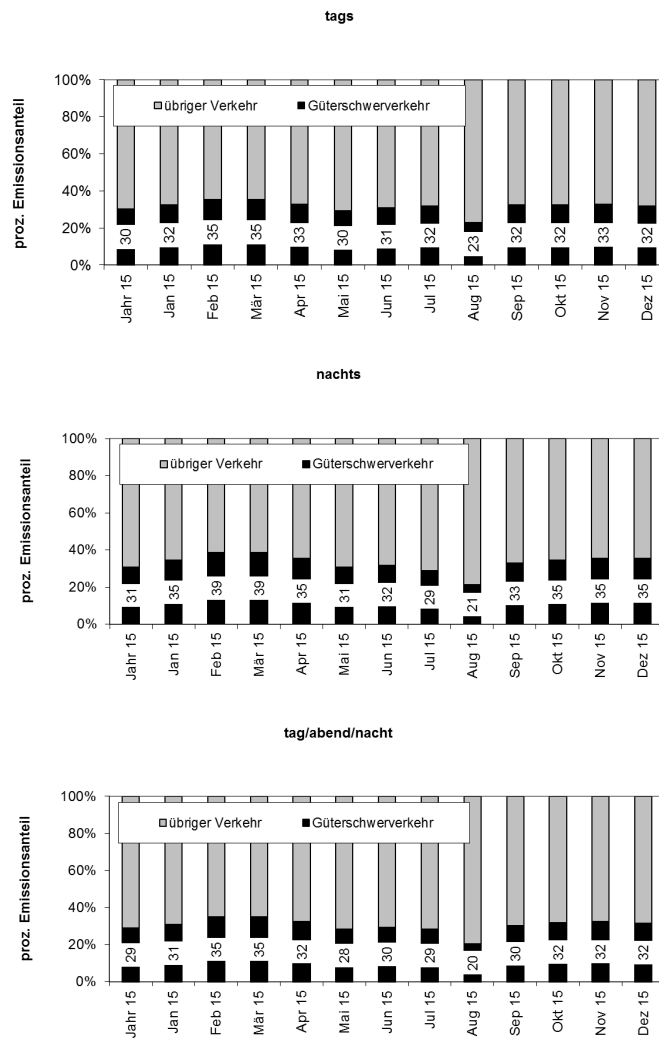 tags
proz. Emissionsanteil
100%
80%
60%
40%
20%
0%
übriger Verkehr Güterschwerverkehr
30 32 35 35 33 30 31 32 23 32 32 33 32
Jahr 15 Jan 15 Feb 15 Mär 15 Apr 15 Mai 15 Jun 15 Jul 15 Aug 15 Sep 15 Okt 15 Nov 15 Dez 15
nachts
proz. Emissionsanteil
100%
80%
60%
40%
20%
0%
übriger Verkehr Güterschwerverkehr
31 35 39 39 35 31 32 29 21 33 35 35 35
Jahr 15 Jan 15 Feb 15 Mär 15 Apr 15 Mai 15 Jun 15 Jul 15 Aug 15 Sep 15 Okt 15 Nov 15 Dez 15
tag/abend/nacht
proz. Emissionsanteil
100%
80%
60%
40%
20%
0%
übriger Verkehr Güterschwerverkehr
29 31 35 35 32 28 30 29 20 30 32 32 32
Jahr 15 Jan 15 Feb 15 Mär 15 Apr 15 Mai 15 Jun 15 Jul 15 Aug 15 Sep 15 Okt 15 Nov 15 Dez 15